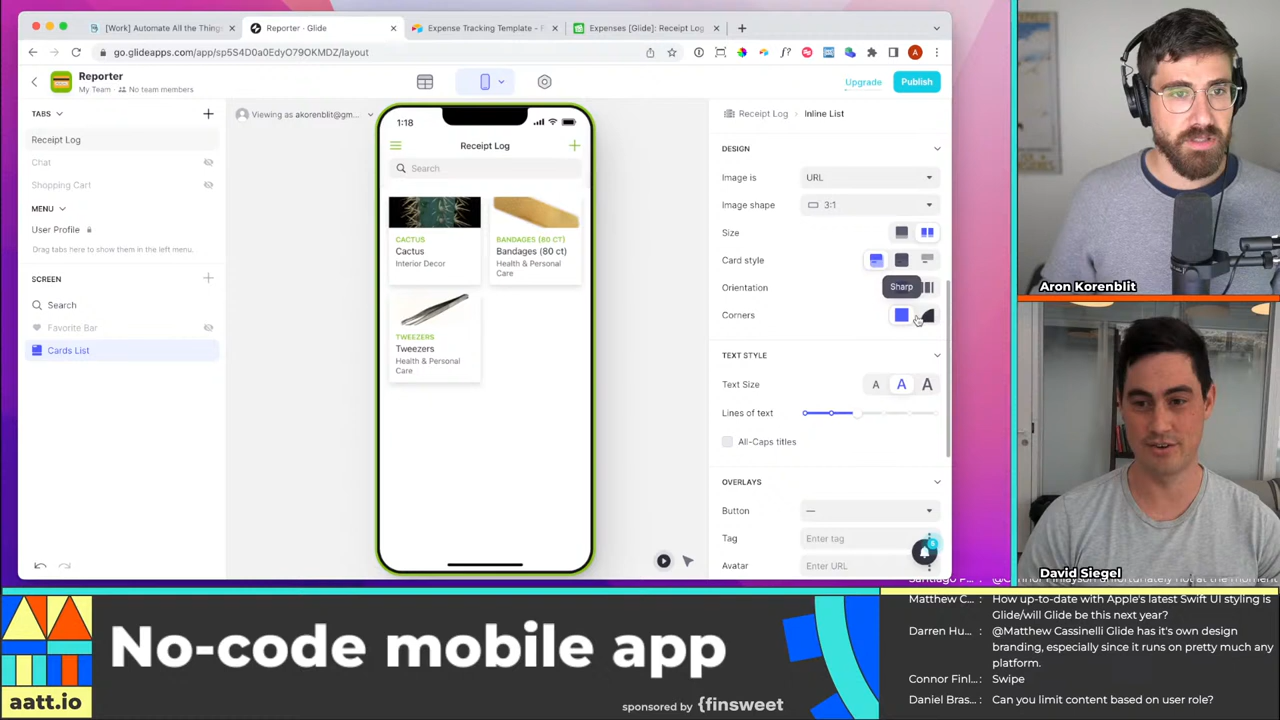 [Work] Automate All the Thing
Reporter · Glide
Expense Tracking Template - F
Expenses [Glide]: Receipt Log
go.glideapps.com/app/sp5S4D0a0EdyO79OKMDZ/layout
A
Reporter
My Team · No team members
Upgrade
Publish
TABS
Receipt Log
Chat
Shopping Cart
MENU
User Profile
Drag tabs here to show them in the left menu.
SCREEN
Search
Favorite Bar
Cards List
Viewing as akorenblit@gm...
1:18
Receipt Log
Search
CACTUS
Cactus
Interior Decor
BANDAGES (80 CT)
Bandages (80 ct)
Health & Personal
Care
TWEEZERS
Tweezers
Health & Personal
Care
Receipt Log
Inline List
DESIGN
Image is
URL
Image shape
3:1
Size
Card style
Orientation
Sharp
Corners
TEXT STYLE
Text Size
A A A
Lines of text
All-Caps titles
OVERLAYS
Button
—
Tag
Enter tag
Avatar
Enter URL
Aron Korenblit
David Siegel
Matthew C... : How up-to-date with Apple's latest Swift UI styling is
Glide/will Glide be this next year?
Darren Hu... : @Matthew Cassinelli Glide has it's own design
branding, especially since it runs on pretty much any
platform.
Connor Finl... : Swipe
Daniel Bras... : Can you limit content based on user role?
No-code mobile app
aatt.io
sponsored by {finsweet